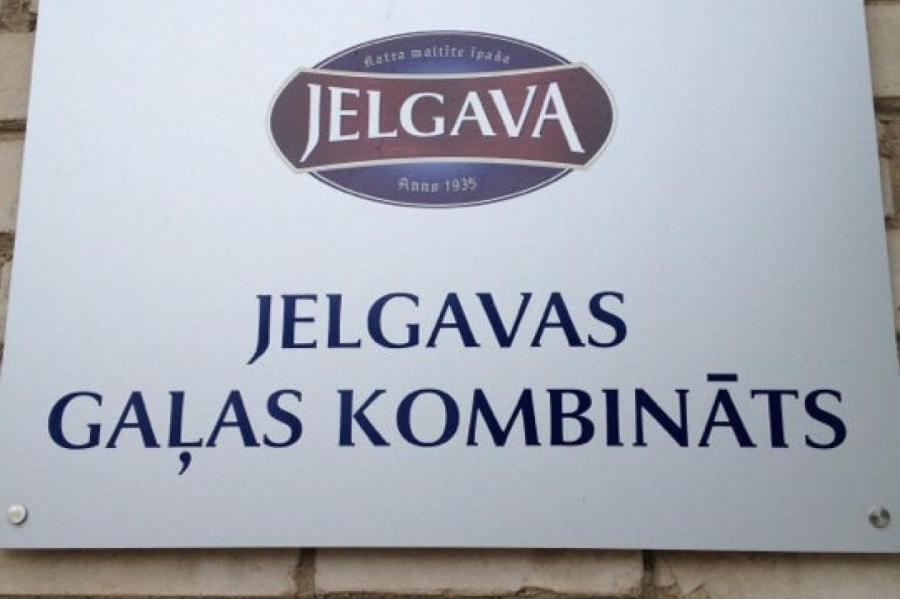 Katra maltīte īpaša
JELGAVA
Anno 1935
JELGAVAS
GAĻAS KOMBINĀTS